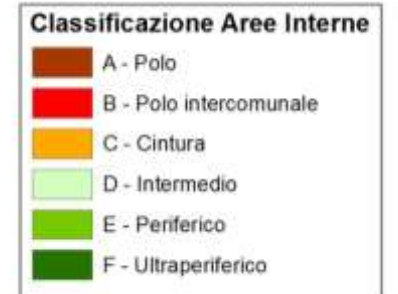 Classificazione Aree Interne
A - Polo
B - Polo intercomunale
C - Cintura
D - Intermedio
E - Periferico
F - Ultraperiferico